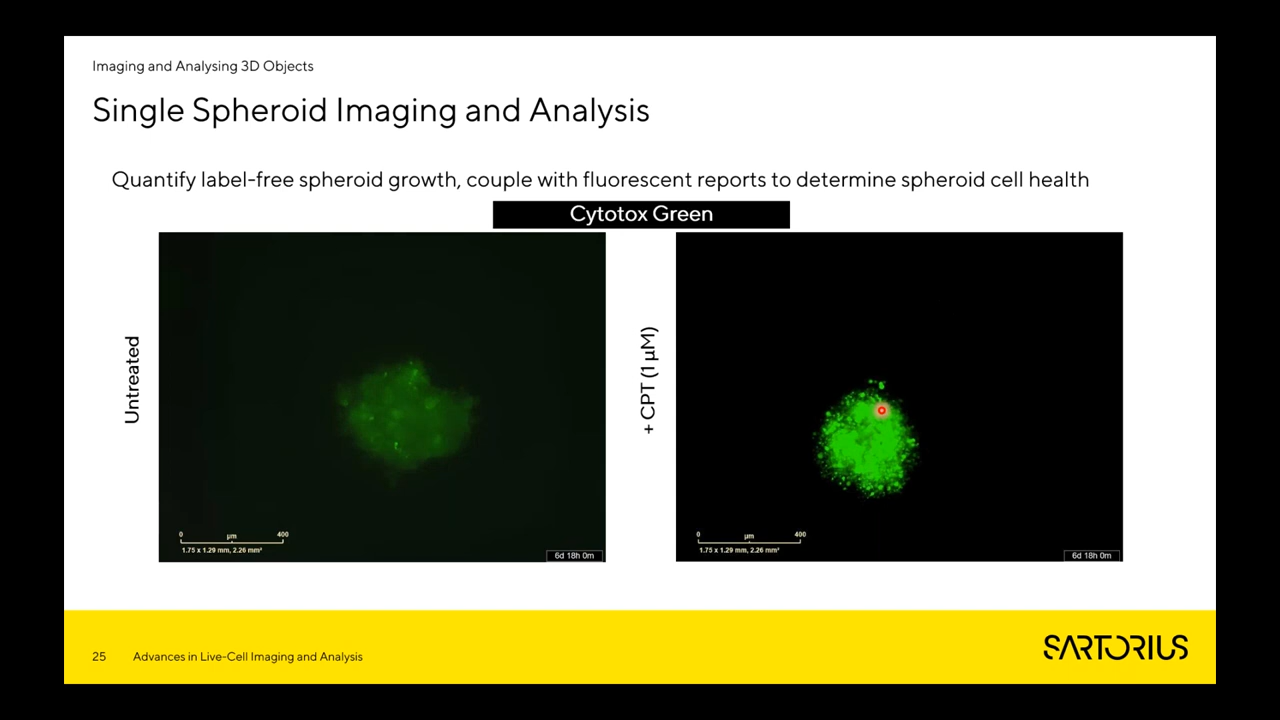 Imaging and Analysing 3D Objects
Single Spheroid Imaging and Analysis
Quantify label-free spheroid growth, couple with fluorescent reports to determine spheroid cell health
Cytotox Green
Untreated
0 µm 400
1.75 x 1.29 mm, 2.26 mm²
6d 18h 0m
+ CPT (1 µM)
0 µm 400
1.75 x 1.29 mm, 2.26 mm²
6d 18h 0m
25 Advances in Live-Cell Imaging and Analysis
SARTORIUS